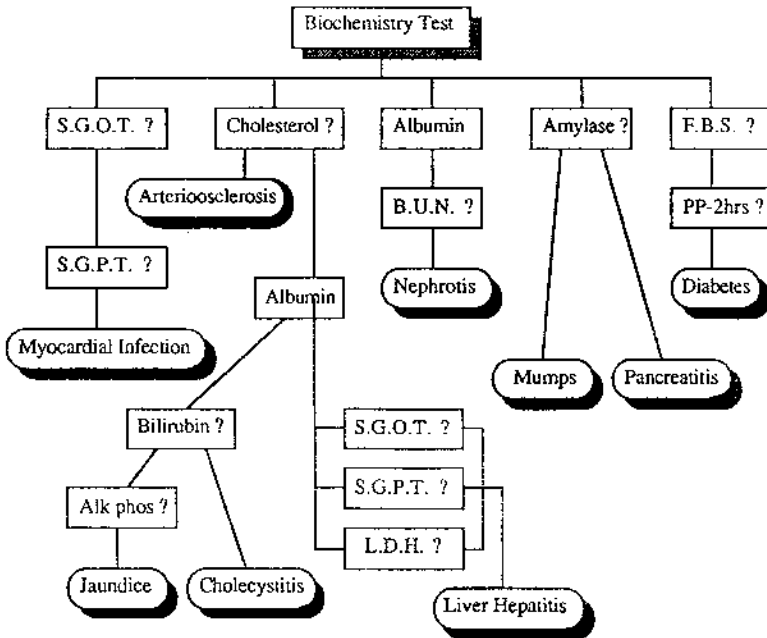 Biochemistry Test
S.G.O.T. ?
Cholesterol ?
Albumin
Amylase ?
F.B.S. ?
Arterioosclerosis
B.U.N. ?
PP-2hrs ?
S.G.P.T. ?
Albumin
Nephrotis
Diabetes
Myocardial Infection
Mumps
Pancreatitis
Bilirubin ?
S.G.O.T. ?
Alk phos ?
S.G.P.T. ?
L.D.H. ?
Jaundice
Cholecystitis
Liver Hepatitis